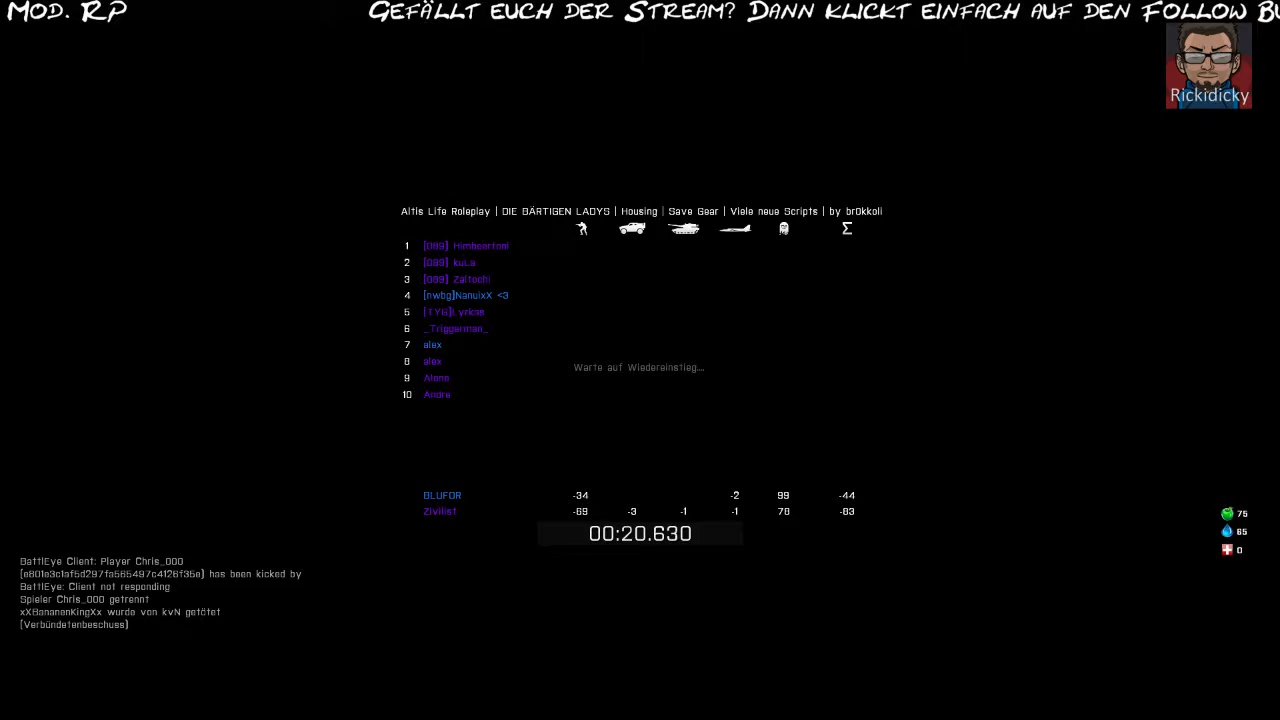 Mod. RP
Gefällt euch der Stream? Dann klickt einfach auf den Follow Bu
Rickidicky
Altis Life Roleplay | DIE BÄRTIGEN LADYS | Housing | Save Gear | Viele neue Scripts | by br0kkoli
Σ
1 [089] Himbeertoni
2 [089] kuLa
3 [089] Zaltochi
4 [nwbg]NanuixX <3
5
6 _Triggerman_
7 alex
8 alex
9 Alone
10 Andre
Warte auf Wiedereinstieg....
BLUFOR -34 -2 99 -44
Zivilist -69 -3 -1 -1 78 -83
00:20.630
75
65
0
BattlEye Client: Player Chris_000
(e801e3c1af5d297fa565497c4126f35e) has been kicked by
BattlEye: Client not responding
Spieler Chris_000 getrennt
xXBananenKingXx wurde von kvN getötet
(Verbündetenbeschuss)